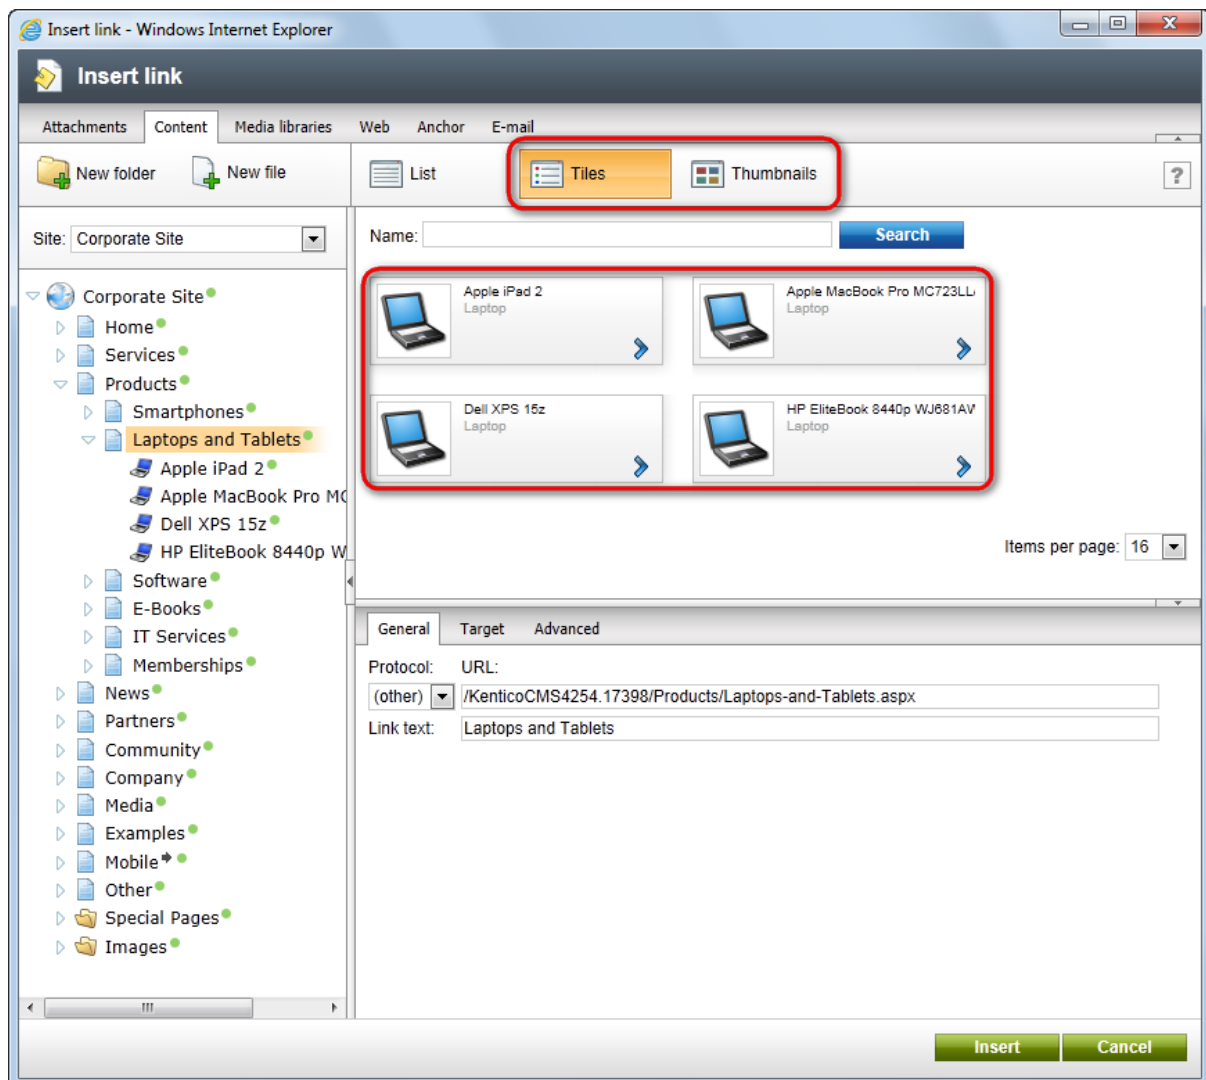 Insert link - Windows Internet Explorer
Insert link
Attachments Content Media libraries Web Anchor E-mail
New folder New file List Tiles Thumbnails ?
Site: Corporate Site
Name: Search
Corporate Site
Home
Services
Products
Smartphones
Laptops and Tablets
Apple iPad 2
Apple MacBook Pro MC
Dell XPS 15z
HP EliteBook 8440p W
Software
E-Books
IT Services
Memberships
News
Partners
Community
Company
Media
Examples
Mobile
Other
Special Pages
Images
Apple iPad 2
Laptop
Apple MacBook Pro MC723LL
Laptop
Dell XPS 15z
Laptop
HP EliteBook 8440p WJ681AW
Laptop
Items per page: 16
General Target Advanced
Protocol: URL:
(other) /KenticoCMS4254.17398/Products/Laptops-and-Tablets.aspx
Link text: Laptops and Tablets
Insert Cancel